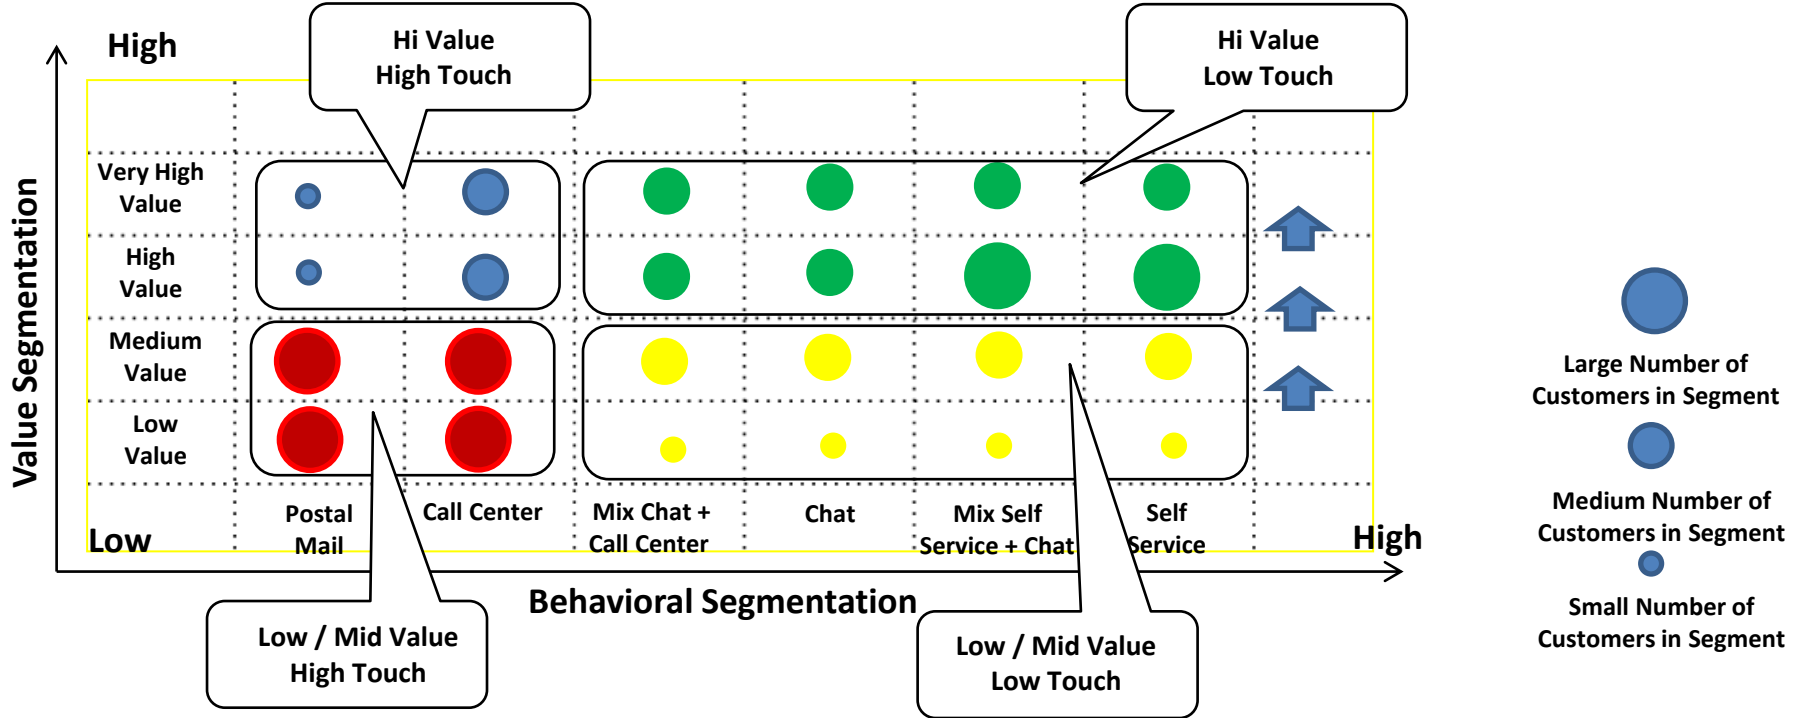 High
Hi Value
High Touch
Hi Value
Low Touch
Value Segmentation
Very High
Value
High
Value
Medium
Value
Low
Value
Low
Postal
Mail
Call Center
Mix Chat +
Call Center
Chat
Mix Self
Service + Chat
Self
Service
High
Behavioral Segmentation
Low / Mid Value
High Touch
Low / Mid Value
Low Touch
Large Number of
Customers in Segment
Medium Number of
Customers in Segment
Small Number of
Customers in Segment